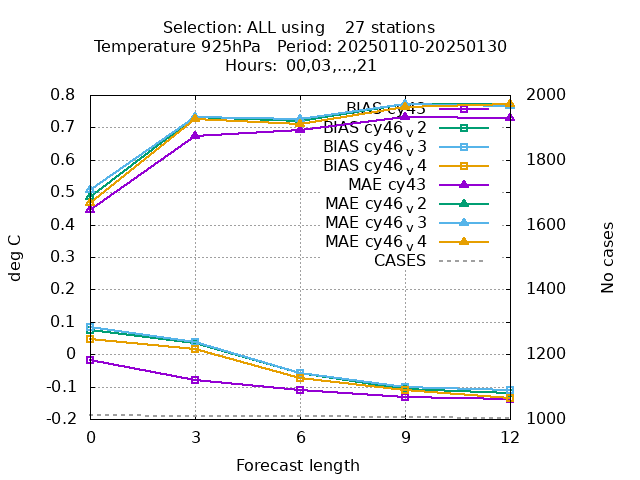 Selection: ALL using 27 stations
Temperature 925hPa Period: 20250110-20250130
Hours: 00,03,...,21
BIAS cy43
BIAS cy46v2
BIAS cy46v3
BIAS cy46v4
MAE cy43
MAE cy46v2
MAE cy46v3
MAE cy46v4
CASES
0.8
0.7
0.6
0.5
0.4
0.3
0.2
0.1
0
-0.1
-0.2
deg C
2000
1800
1600
1400
1200
1000
No cases
0 3 6 9 12
Forecast length